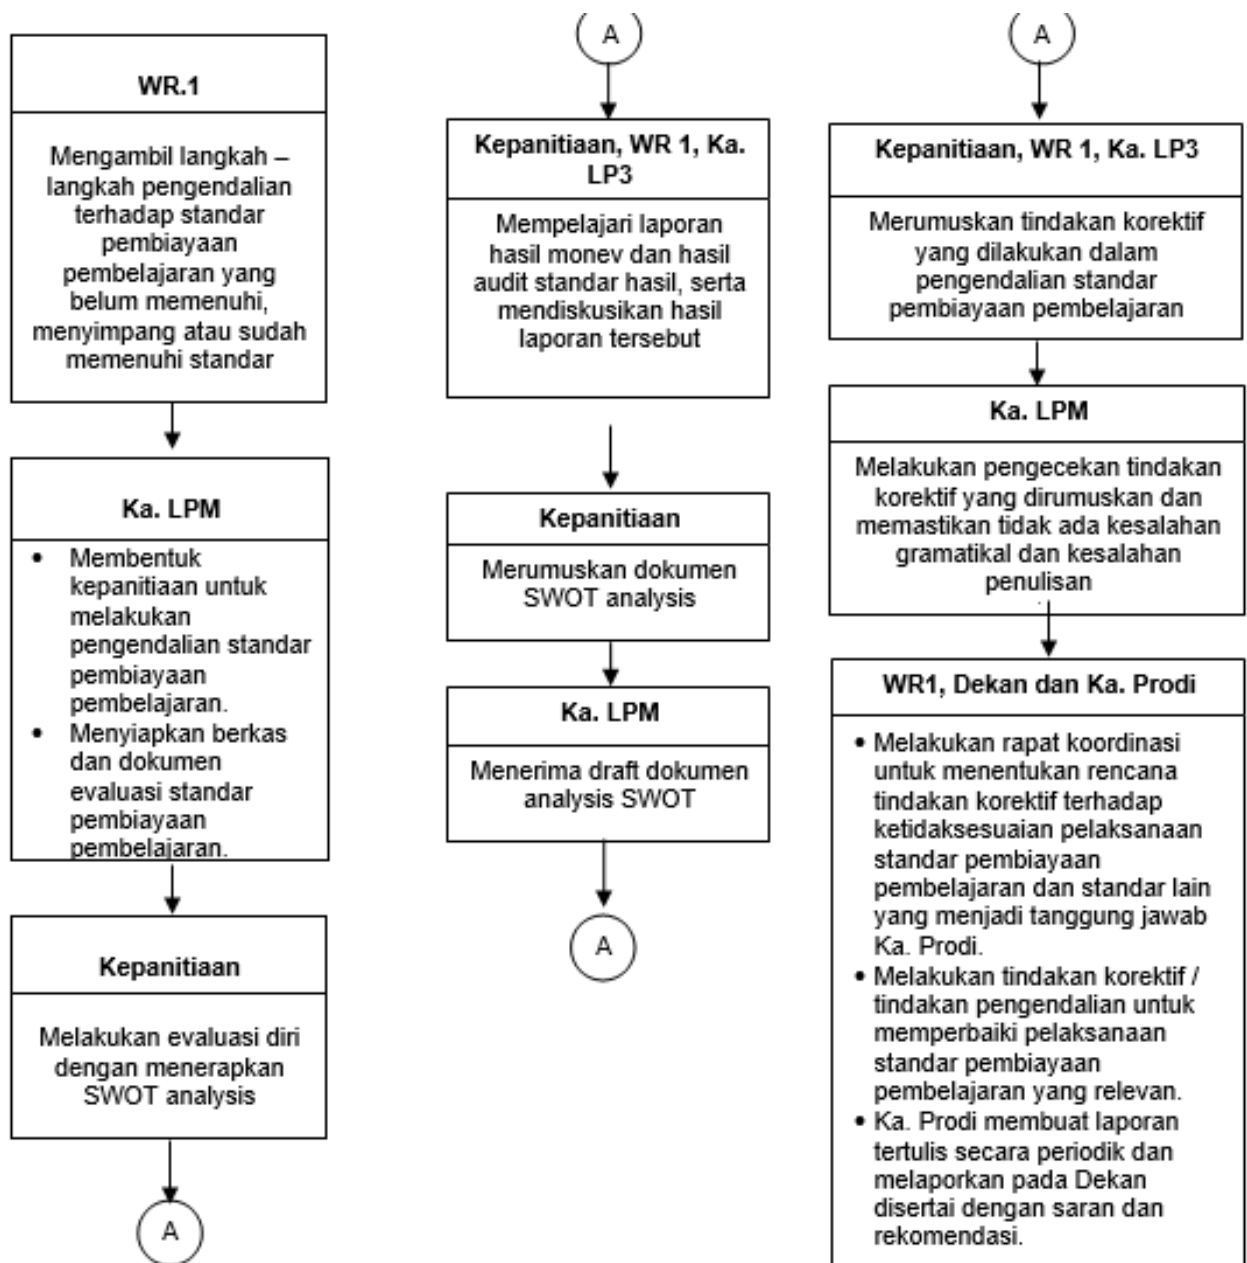 WR.1
Mengambil langkah –
langkah pengendalian
terhadap standar
pembiayaan
pembelajaran yang
belum memenuhi,
menyimpang atau sudah
memenuhi standar
Ka. LPM
• Membentuk
kepanitiaan untuk
melakukan
pengendalian standar
pembiayaan
pembelajaran.
• Menyiapkan berkas
dan dokumen
evaluasi standar
pembiayaan
pembelajaran.
Kepanitiaan
Melakukan evaluasi diri
dengan menerapkan
SWOT analysis
A
A
Kepanitiaan, WR 1, Ka.
LP3
Mempelajari laporan
hasil monev dan hasil
audit standar hasil, serta
mendiskusikan hasil
laporan tersebut
Kepanitiaan
Merumuskan dokumen
SWOT analysis
Ka. LPM
Menerima draft dokumen
analysis SWOT
A
A
Kepanitiaan, WR 1, Ka. LP3
Merumuskan tindakan korektif
yang dilakukan dalam
pengendalian standar
pembiayaan pembelajaran
Ka. LPM
Melakukan pengecekan tindakan
korektif yang dirumuskan dan
memastikan tidak ada kesalahan
gramatikal dan kesalahan
penulisan
.
WR1, Dekan dan Ka. Prodi
• Melakukan rapat koordinasi
untuk menentukan rencana
tindakan korektif terhadap
ketidaksesuaian pelaksanaan
standar pembiayaan
pembelajaran dan standar lain
yang menjadi tanggung jawab
Ka. Prodi.
• Melakukan tindakan korektif /
tindakan pengendalian untuk
memperbaiki pelaksanaan
standar pembiayaan
pembelajaran yang relevan.
• Ka. Prodi membuat laporan
tertulis secara periodik dan
melaporkan pada Dekan
disertai dengan saran dan
rekomendasi.